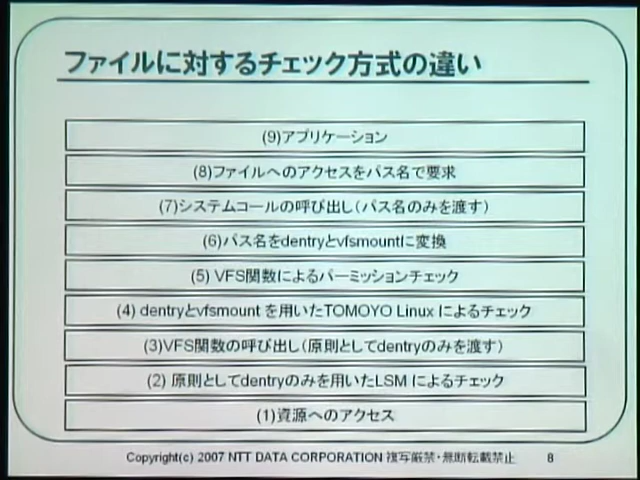 ファイルに対するチェック方式の違い
(9)アプリケーション
(8)ファイルへのアクセスをパス名で要求
(7)システムコールの呼び出し(パス名のみを渡す)
(6)パス名をdentryとvfsmountに変換
(5) VFS関数によるパーミッションチェック
(4) dentryとvfsmount を用いたTOMOYO Linux によるチェック
(3)VFS関数の呼び出し(原則としてdentryのみを渡す)
(2) 原則としてdentryのみを用いたLSM によるチェック
(1)資源へのアクセス
Copyright(c) 2007 NTT DATA CORPORATION 複写厳禁・無断転載禁止 8